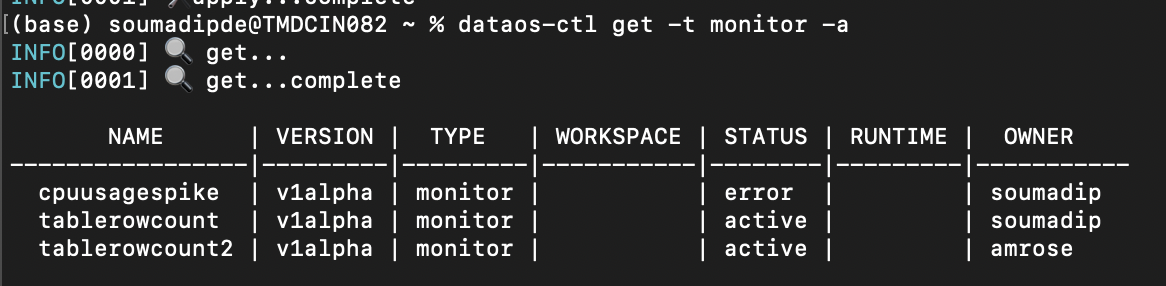 INFO[0001] apply...complete
[(base) soumadipde@TMDCIN082 ~ % dataos-ctl get -t monitor -a
INFO[0000] 🔍 get...
INFO[0001] 🔍 get...complete
NAME | VERSION | TYPE | WORKSPACE | STATUS | RUNTIME | OWNER
-----------------|---------|---------|-----------|--------|---------|-----------
cpuusagespike | v1alpha | monitor | | error | | soumadip
tablerowcount | v1alpha | monitor | | active | | soumadip
tablerowcount2 | v1alpha | monitor | | active | | amrose